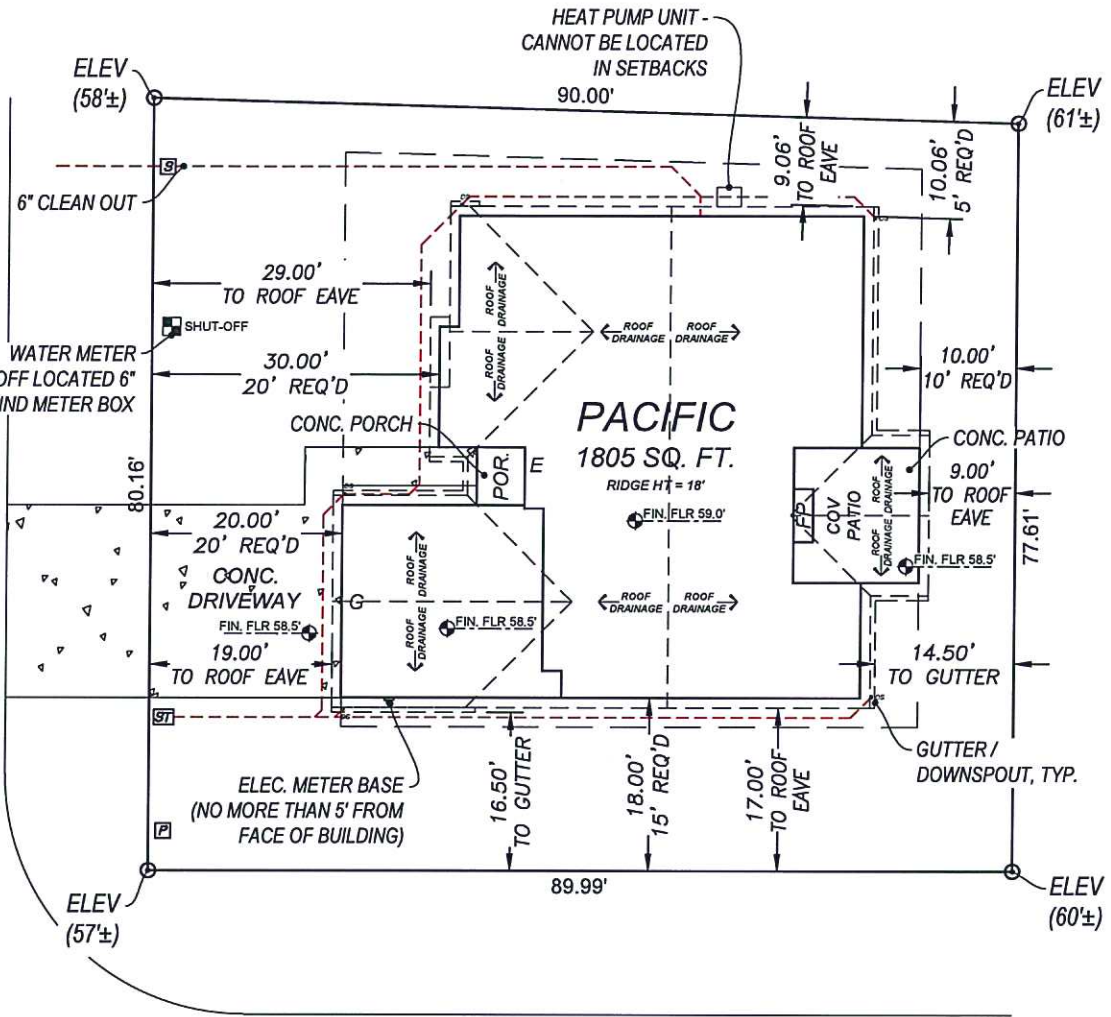 HEAT PUMP UNIT -
CANNOT BE LOCATED
IN SETBACKS
ELEV
(58'±)
90.00'
ELEV
(61'±)
9.06'
TO ROOF
EAVE
10.06'
5' REQ'D
S
6" CLEAN OUT
29.00'
TO ROOF EAVE
SHUT-OFF
WATER METER
OFF LOCATED 6"
IND METER BOX
30.00'
20' REQ'D
ROOF
DRAINAGE
ROOF
DRAINAGE
ROOF
DRAINAGE
ROOF
DRAINAGE
10.00'
10' REQ'D
CONC. PORCH
PACIFIC
1805 SQ. FT.
RIDGE HT = 18'
FIN. FLR 59.0'
POR.
E
CONC. PATIO
9.00'
TO ROOF
EAVE
FP
COV
PATIO
ROOF
DRAINAGE
ROOF
DRAINAGE
FIN. FLR 58.5'
80.16'
77.61'
20.00'
20' REQ'D
CONC.
DRIVEWAY
FIN. FLR 58.5'
G
ROOF
DRAINAGE
ROOF
DRAINAGE
FIN. FLR 58.5'
ROOF
DRAINAGE
ROOF
DRAINAGE
19.00'
TO ROOF EAVE
14.50'
TO GUTTER
ST
DS
DS
DS
DS
ELEC. METER BASE
(NO MORE THAN 5' FROM
FACE OF BUILDING)
16.50'
TO GUTTER
18.00'
15' REQ'D
17.00'
TO ROOF
EAVE
GUTTER /
DOWNSPOUT, TYP.
P
89.99'
ELEV
(57'±)
ELEV
(60'±)